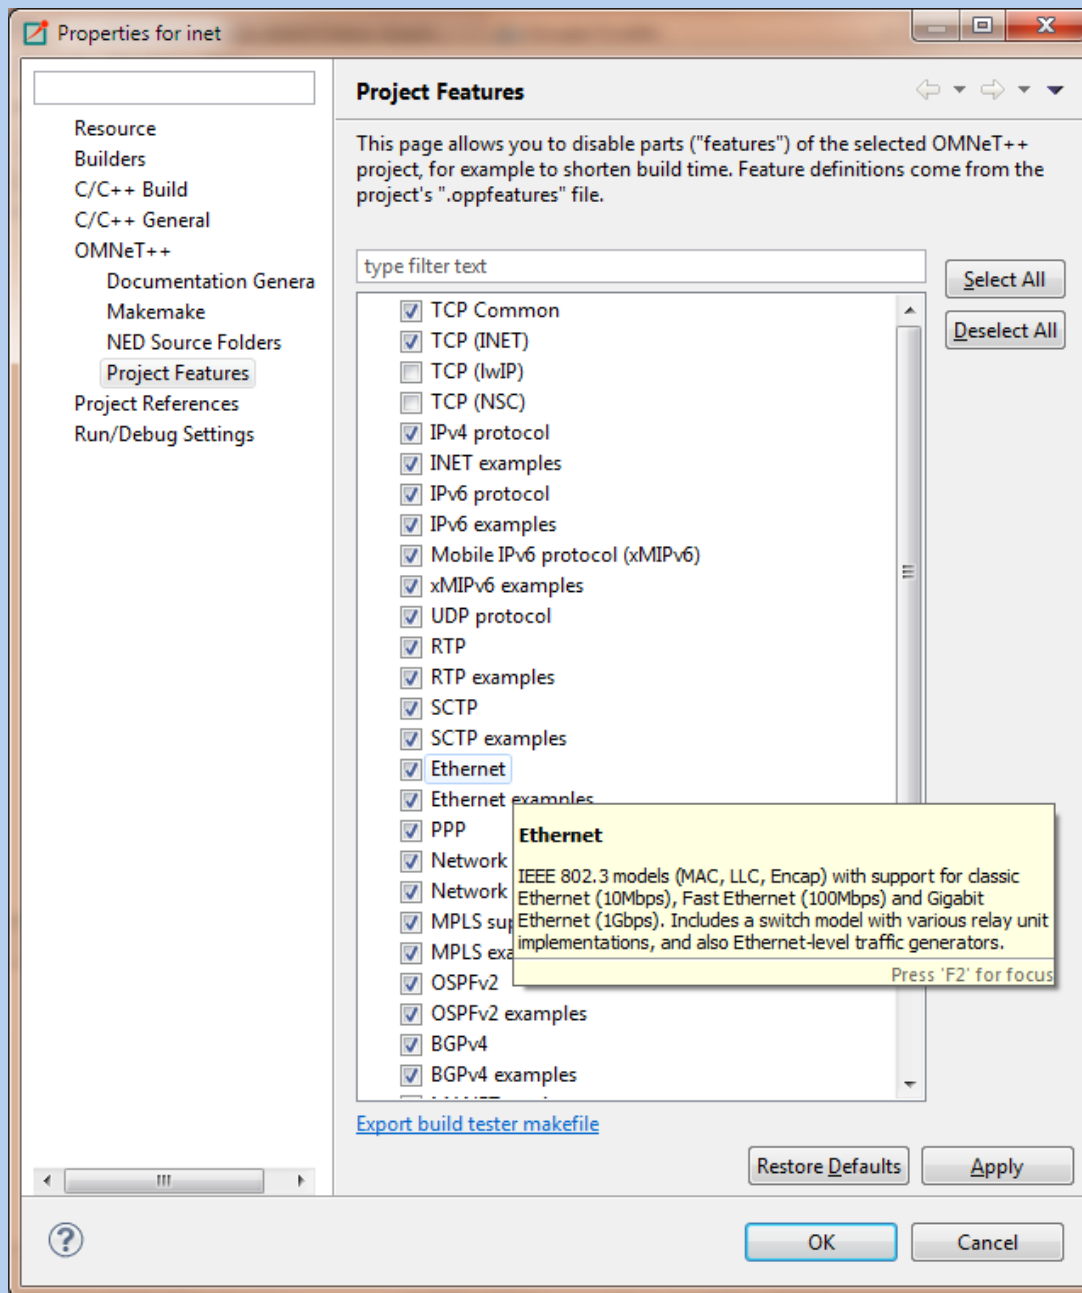 Properties for inet
Resource
Builders
C/C++ Build
C/C++ General
OMNeT++
Documentation Genera
Makemake
NED Source Folders
Project Features
Project References
Run/Debug Settings
Project Features
This page allows you to disable parts ("features") of the selected OMNeT++
project, for example to shorten build time. Feature definitions come from the
project's ".oppfeatures" file.
type filter text
Select All
Deselect All
TCP Common
TCP (INET)
TCP (lwIP)
TCP (NSC)
IPv4 protocol
INET examples
IPv6 protocol
IPv6 examples
Mobile IPv6 protocol (xMIPv6)
xMIPv6 examples
UDP protocol
RTP
RTP examples
SCTP
SCTP examples
Ethernet
Ethernet examples
PPP
Network
Network
MPLS sup
MPLS exa
OSPFv2
OSPFv2 examples
BGPv4
BGPv4 examples
Ethernet
IEEE 802.3 models (MAC, LLC, Encap) with support for classic
Ethernet (10Mbps), Fast Ethernet (100Mbps) and Gigabit
Ethernet (1Gbps). Includes a switch model with various relay unit
implementations, and also Ethernet-level traffic generators.
Press 'F2' for focus
Export build tester makefile
Restore Defaults
Apply
OK
Cancel